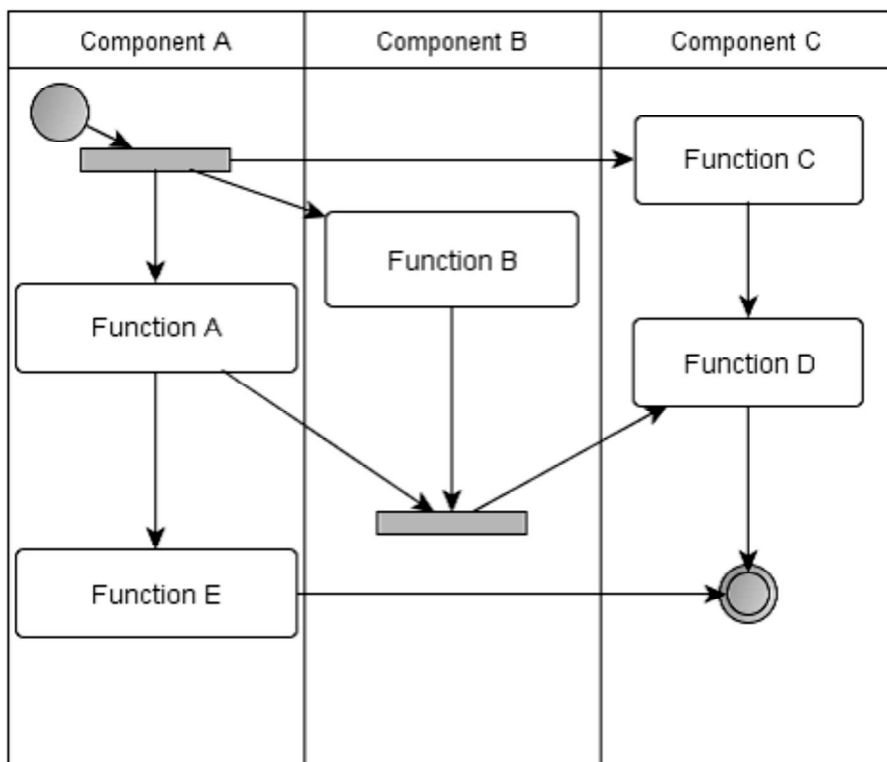 Component A
Component B
Component C
Function C
Function B
Function A
Function D
Function E